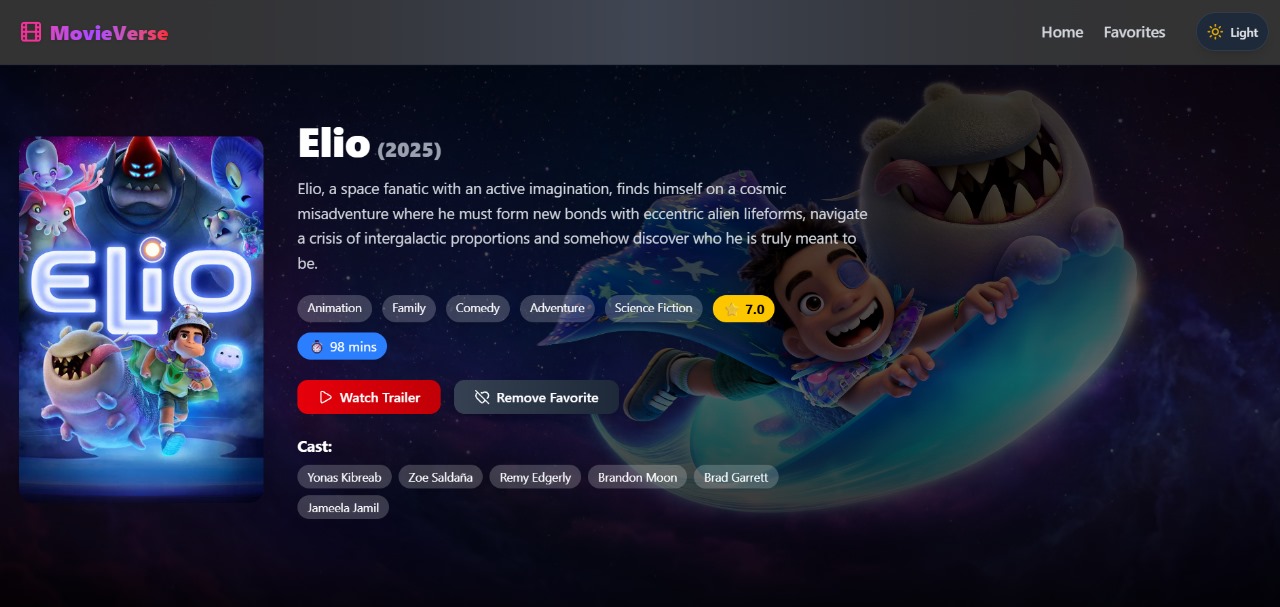 MovieVerse
Home Favorites Light
Elio (2025)
Elio, a space fanatic with an active imagination, finds himself on a cosmic
misadventure where he must form new bonds with eccentric alien lifeforms, navigate
a crisis of intergalactic proportions and somehow discover who he is truly meant to
be.
ELIO
Animation Family Comedy Adventure Science Fiction ⭐ 7.0
⏱ 98 mins
Watch Trailer Remove Favorite
Cast:
Yonas Kibreab Zoe Saldaña Remy Edgerly Brandon Moon Brad Garrett
Jameela Jamil